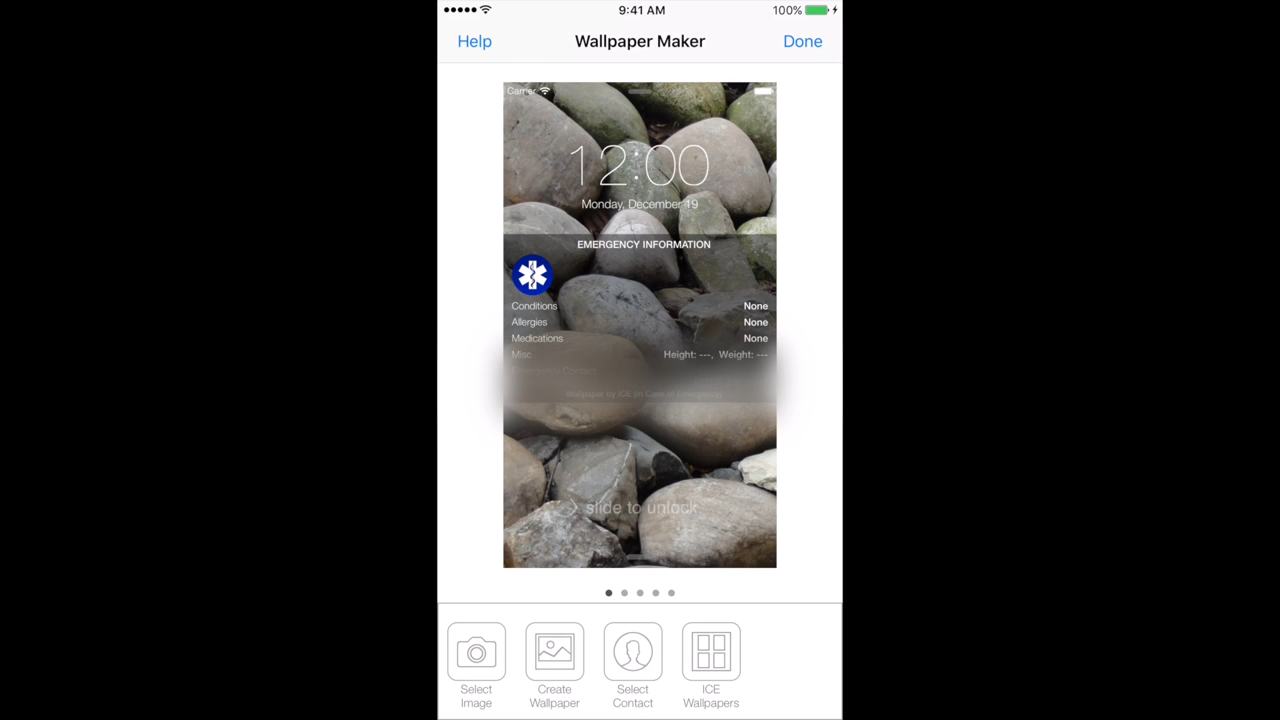 9:41 AM
100%
Help
Wallpaper Maker
Done
Carrier
12:00
Monday, December 19
EMERGENCY INFORMATION
Conditions None
Allergies None
Medications None
Misc Height: ---, Weight: ---
Emergency Contact
Wallpaper by ICE (In Case of Emergency)
slide to unlock
Select
Image
Create
Wallpaper
Select
Contact
ICE
Wallpapers